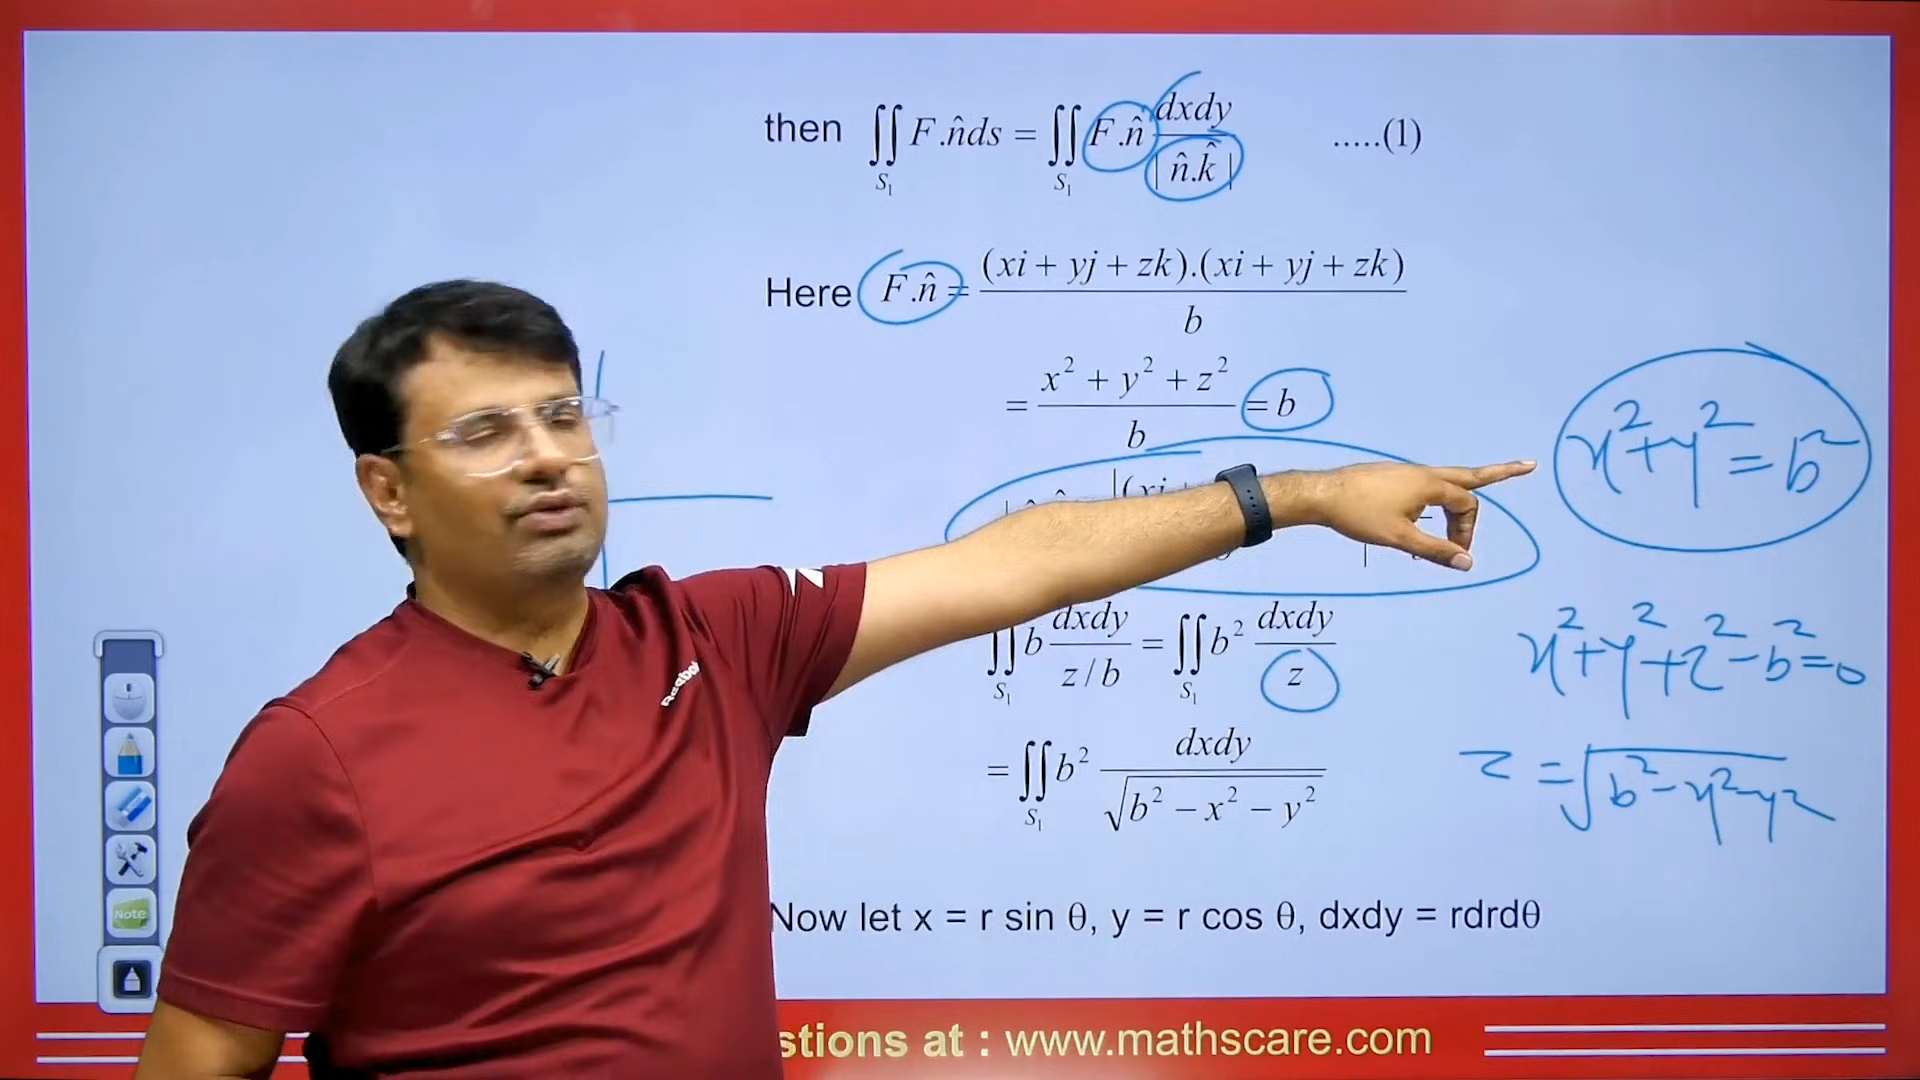 then ∬S₁ F.n̂ds = ∬S₁ F.n̂ dxdy / | n̂.k̂ | .....(1)
Here F.n̂ = (xi + yj + zk).(xi + yj + zk) / b
= x² + y² + z² / b = b
x² + y² = b²
|(xi
∬S₁ b dxdy / z / b = ∬S₁ b² dxdy / z
x² + y² + z² - b² = 0
= ∬S₁ b² dxdy / √b² − x² − y²
z = √b² - x² - y²
Now let x = r sin θ, y = r cos θ, dxdy = rdrdθ
Reebok
Note
stions at : www.mathscare.com